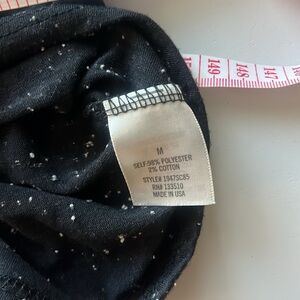 149
148
147
M
SELF-98% POLYESTER
2% COTTON
STYLE# 1947SC85
RN# 133510
MADE IN USA